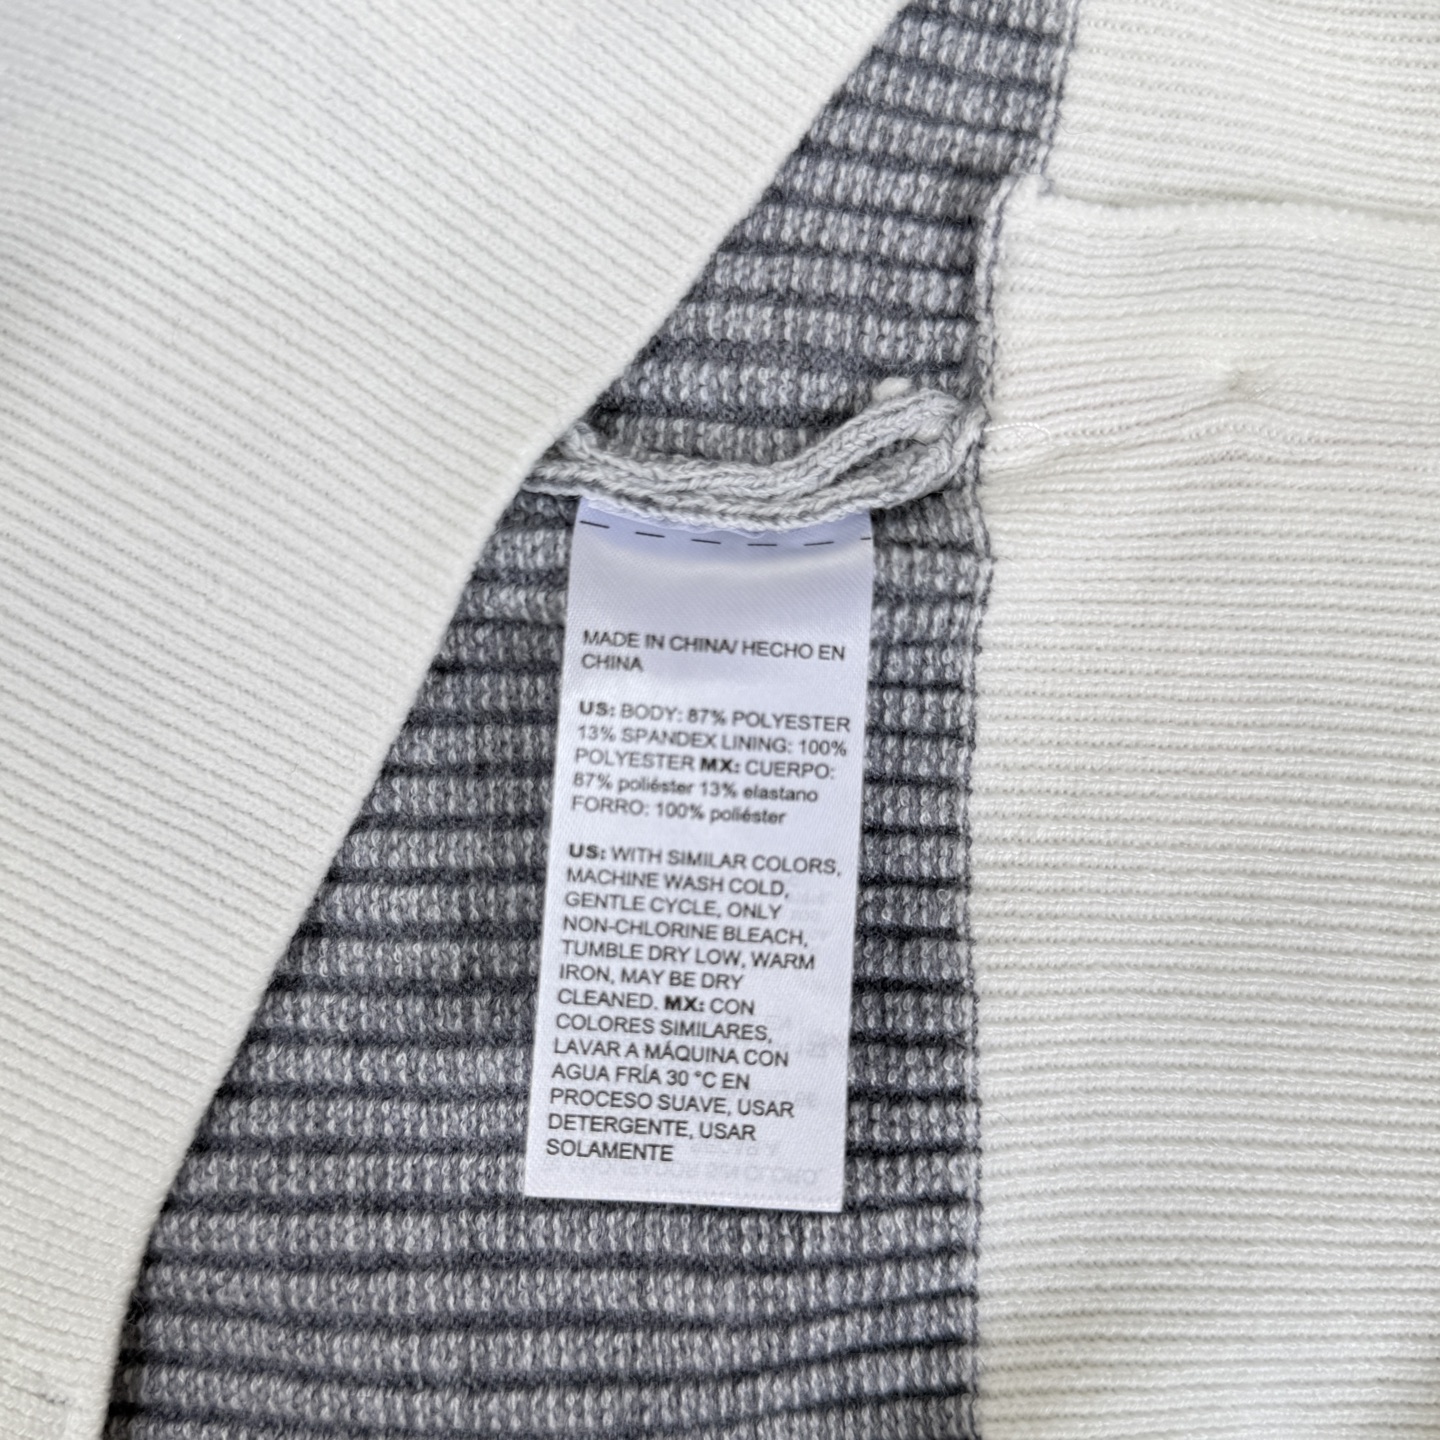 MADE IN CHINA/ HECHO EN
CHINA
US: BODY: 87% POLYESTER
13% SPANDEX LINING: 100%
POLYESTER MX: CUERPO:
87% poliéster 13% elastano
FORRO: 100% poliéster
US: WITH SIMILAR COLORS,
MACHINE WASH COLD,
GENTLE CYCLE, ONLY
NON-CHLORINE BLEACH,
TUMBLE DRY LOW, WARM
IRON, MAY BE DRY
CLEANED. MX: CON
COLORES SIMILARES,
LAVAR A MÁQUINA CON
AGUA FRÍA 30 °C EN
PROCESO SUAVE, USAR
DETERGENTE, USAR
SOLAMENTE